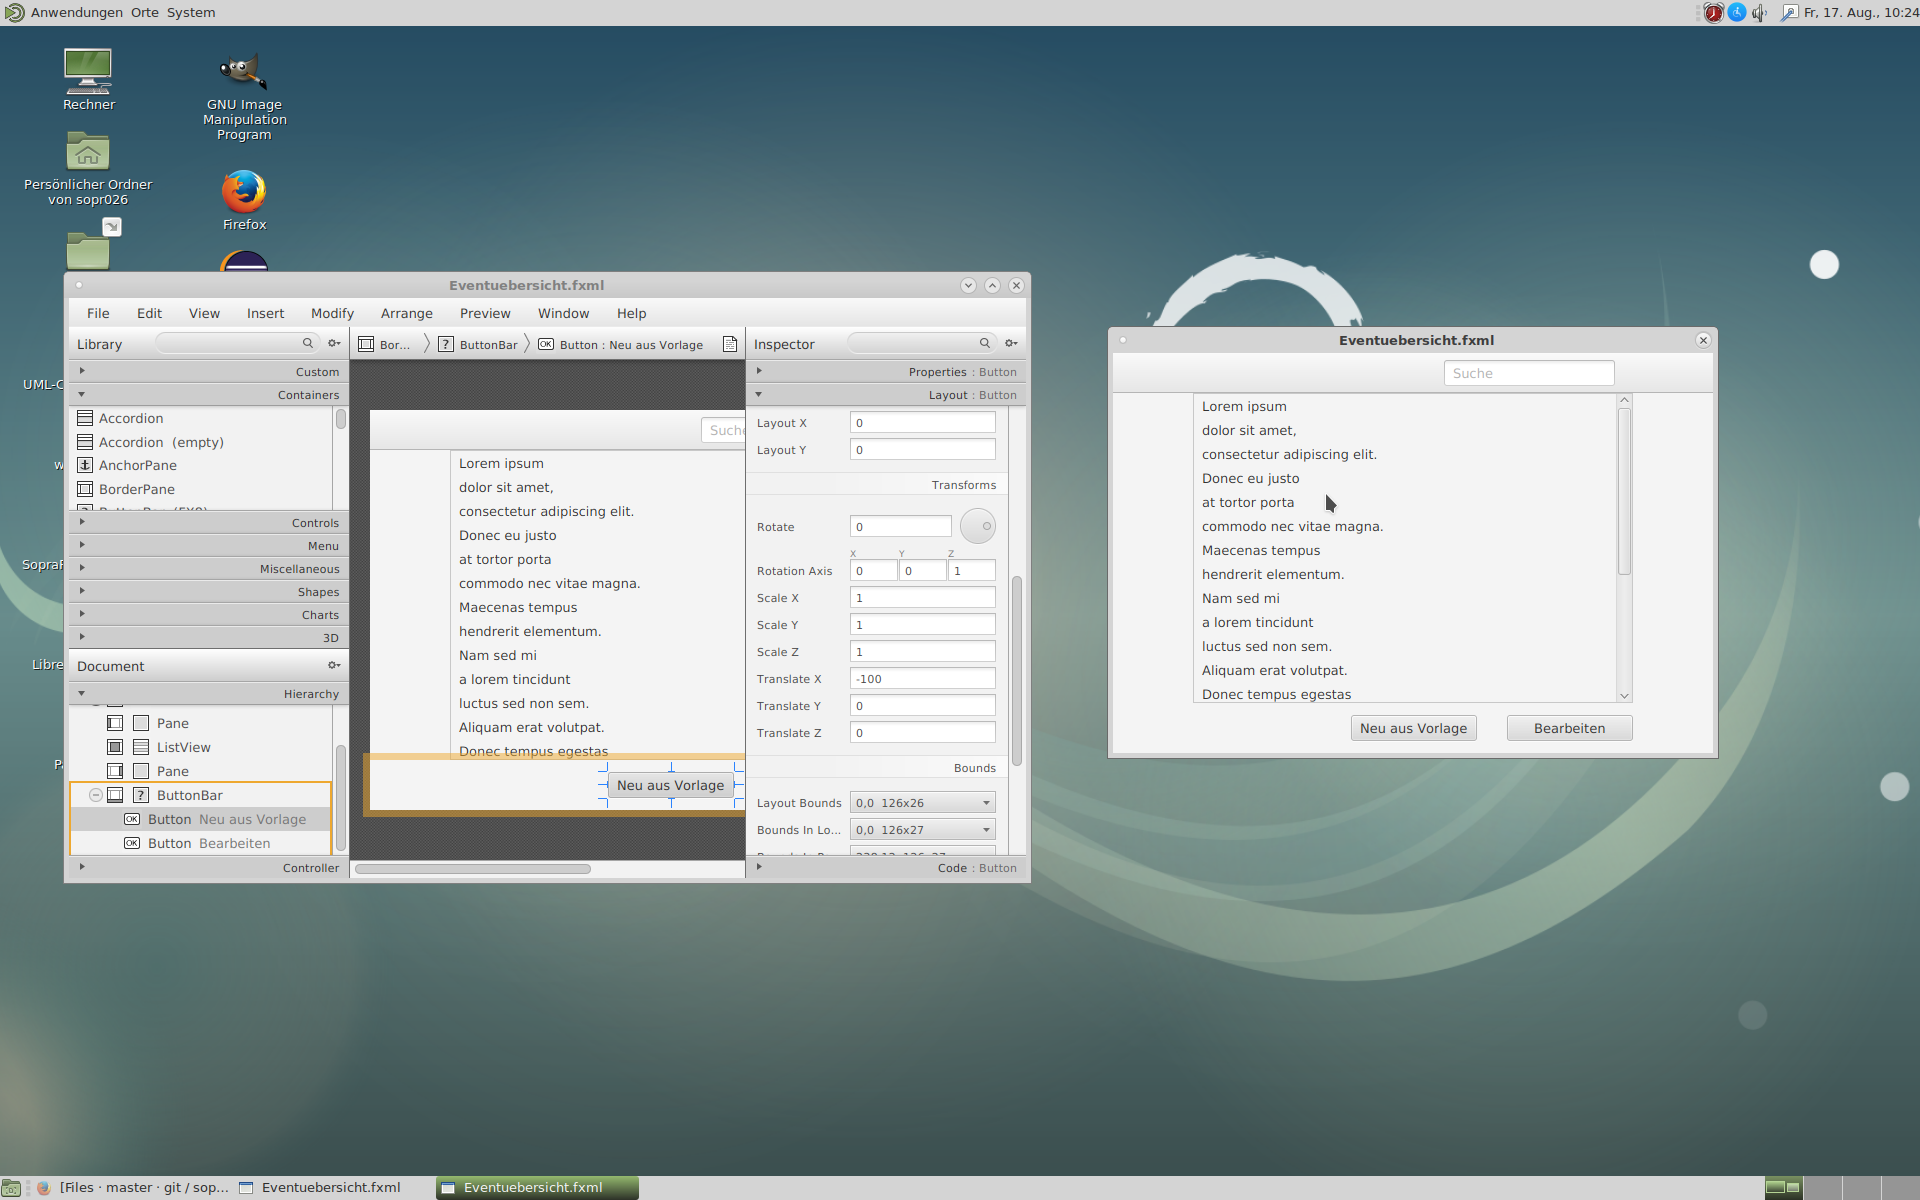 Anwendungen Orte System
Fr, 17. Aug., 10:24
Rechner
GNU Image
Manipulation
Program
Persönlicher Ordner
von sopr026
Firefox
UML-C
SopraF
Libre
Eventuebersicht.fxml
File Edit View Insert Modify Arrange Preview Window Help
Library
Custom
Containers
Accordion
Accordion (empty)
AnchorPane
BorderPane
Controls
Menu
Miscellaneous
Shapes
Charts
3D
Document
Hierarchy
Pane
ListView
Pane
? ButtonBar
OK Button Neu aus Vorlage
OK Button Bearbeiten
Controller
Bor... ? ButtonBar OK Button : Neu aus Vorlage
Suche
Lorem ipsum
dolor sit amet,
consectetur adipiscing elit.
Donec eu justo
at tortor porta
commodo nec vitae magna.
Maecenas tempus
hendrerit elementum.
Nam sed mi
a lorem tincidunt
luctus sed non sem.
Aliquam erat volutpat.
Donec tempus egestas
Neu aus Vorlage
Inspector
Properties : Button
Layout : Button
Layout X 0
Layout Y 0
Transforms
Rotate 0
X Y Z
Rotation Axis 0 0 1
Scale X 1
Scale Y 1
Scale Z 1
Translate X -100
Translate Y 0
Translate Z 0
Bounds
Layout Bounds 0,0 126x26
Bounds In Lo... 0,0 126x27
Code : Button
Eventuebersicht.fxml
Suche
Lorem ipsum
dolor sit amet,
consectetur adipiscing elit.
Donec eu justo
at tortor porta
commodo nec vitae magna.
Maecenas tempus
hendrerit elementum.
Nam sed mi
a lorem tincidunt
luctus sed non sem.
Aliquam erat volutpat.
Donec tempus egestas
Neu aus Vorlage Bearbeiten
[Files · master · git / sop... Eventuebersicht.fxml Eventuebersicht.fxml